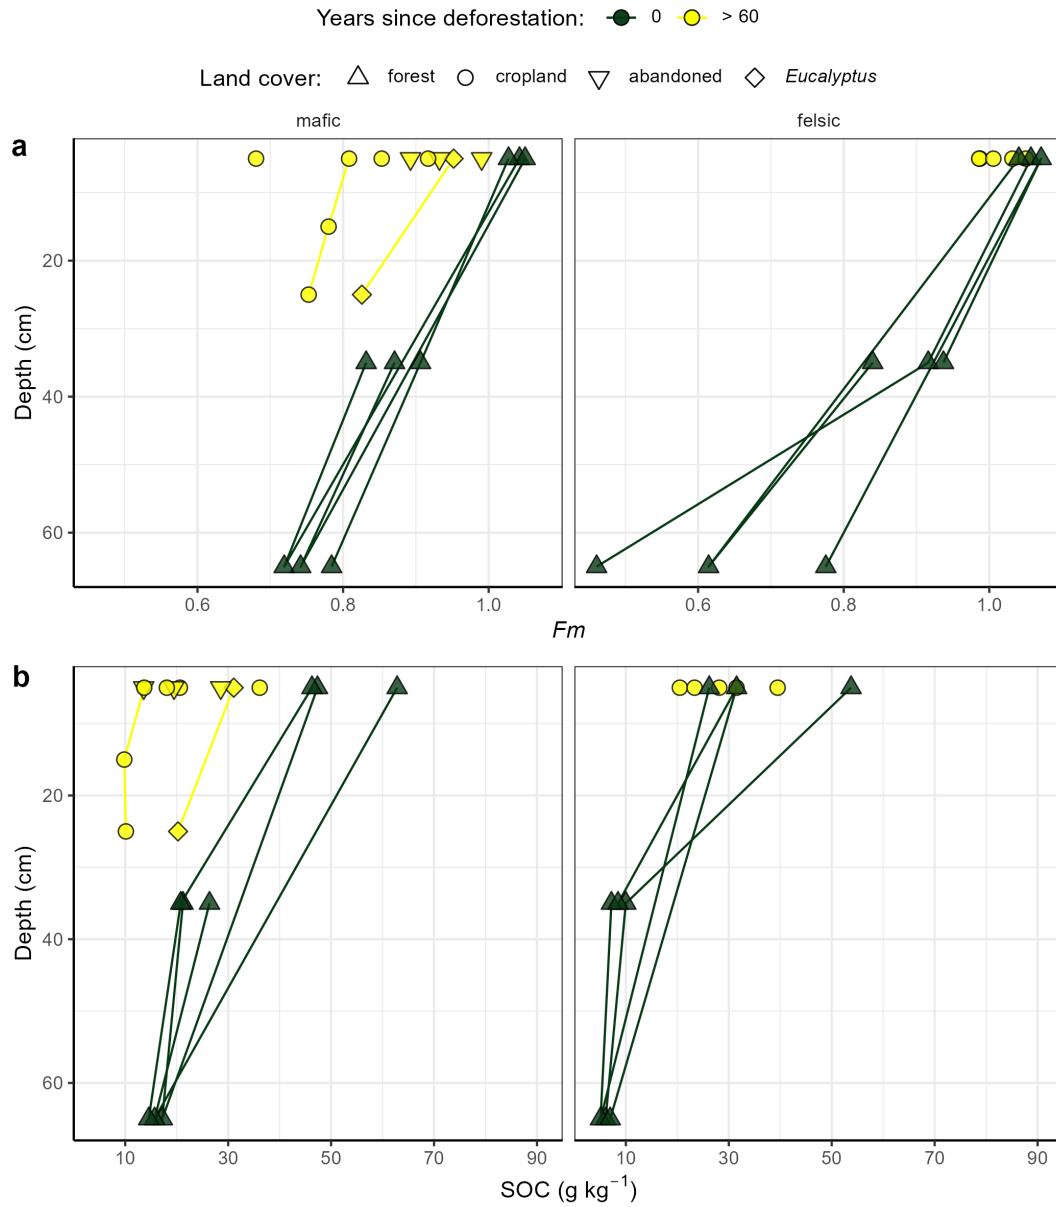 Years since deforestation: 0 > 60
Land cover: forest cropland abandoned Eucalyptus
mafic felsic
a
20
40
60
Depth (cm)
0.6 0.8 1.0 0.6 0.8 1.0
Fm
b
20
40
60
Depth (cm)
10 30 50 70 90 10 30 50 70 90
SOC (g kg⁻¹)